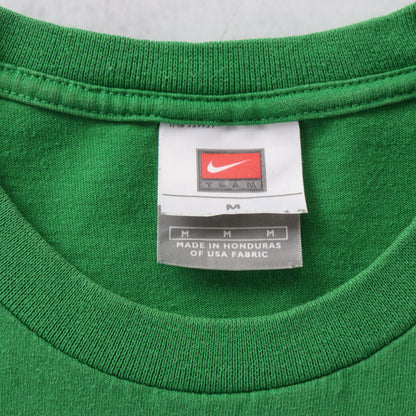 TEAM
M
M M M
MADE IN HONDURAS
OF USA FABRIC